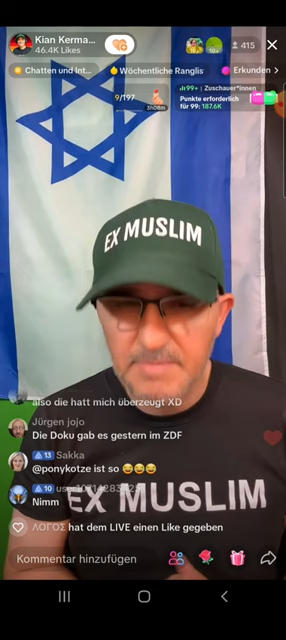 Kian Kerma...
46.4K Likes
10+
415
Chatten und Int...
Wöchentliche Ranglis
Erkunden >
9/197
3h08m
99+ | Zuschauer*innen
Punkte erforderlich
für 99: 187.6K
EX MUSLIM
also die hatt mich überzeugt XD
Jürgen jojo
Die Doku gab es gestern im ZDF
13 Sakka
@ponykotze ist so 😂😂😂
10
Nimm
EX MUSLIM
ΛΟΓΟΣ hat dem LIVE einen Like gegeben
Kommentar hinzufügen